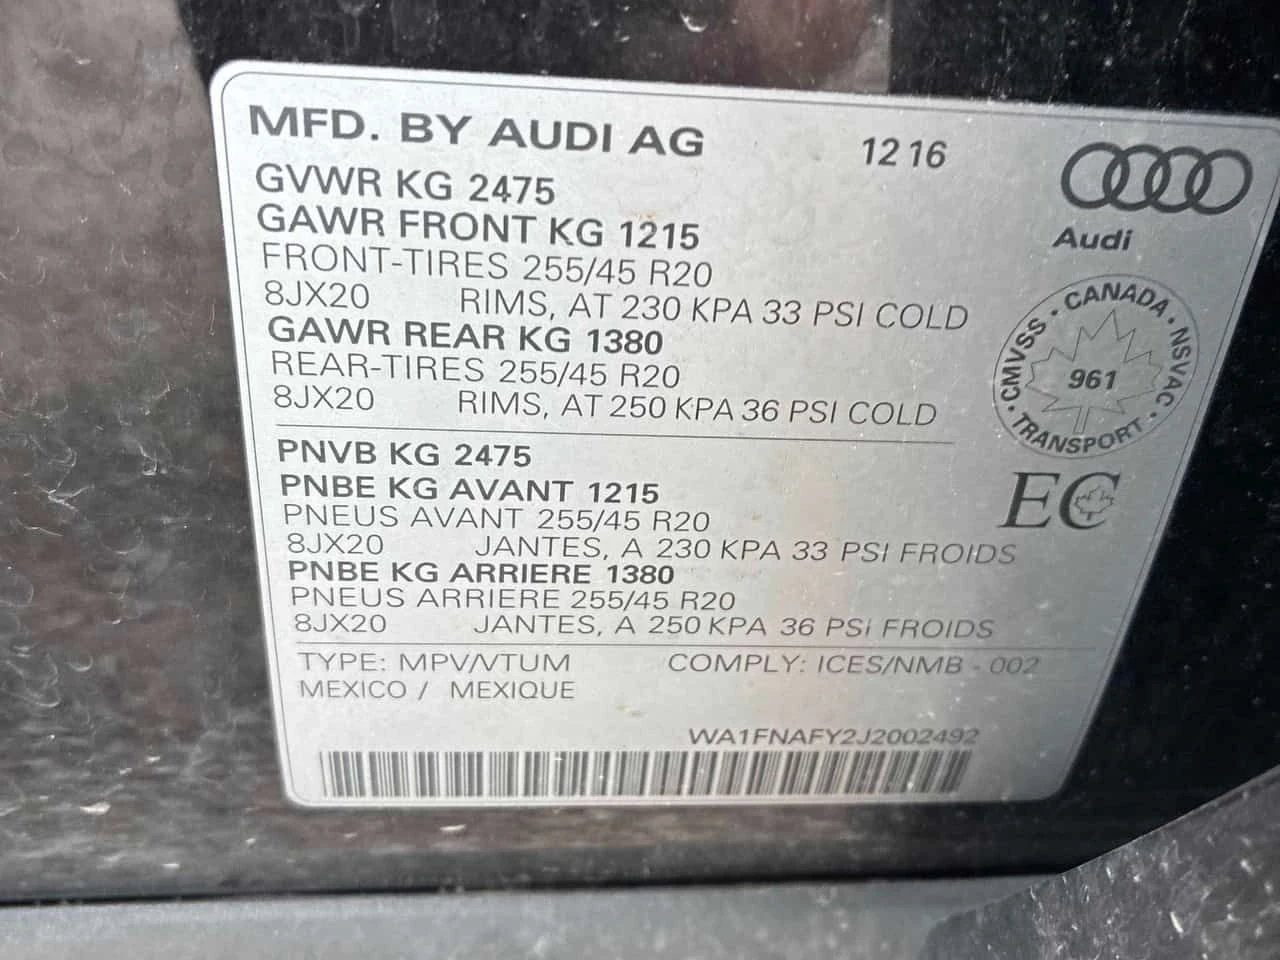 MFD. BY AUDI AG 12 16
Audi
GVWR KG 2475
GAWR FRONT KG 1215
FRONT-TIRES 255/45 R20
8JX20 RIMS, AT 230 KPA 33 PSI COLD
GAWR REAR KG 1380
REAR-TIRES 255/45 R20
8JX20 RIMS, AT 250 KPA 36 PSI COLD
CMVSS · CANADA · NSVAC · TRANSPORT ·
961
PNVB KG 2475
PNBE KG AVANT 1215
PNEUS AVANT 255/45 R20
8JX20 JANTES, A 230 KPA 33 PSI FROIDS
PNBE KG ARRIERE 1380
PNEUS ARRIERE 255/45 R20
8JX20 JANTES, A 250 KPA 36 PSI FROIDS
EC
TYPE: MPV/VTUM COMPLY: ICES/NMB - 002
MEXICO / MEXIQUE
WA1FNAFY2J2002492